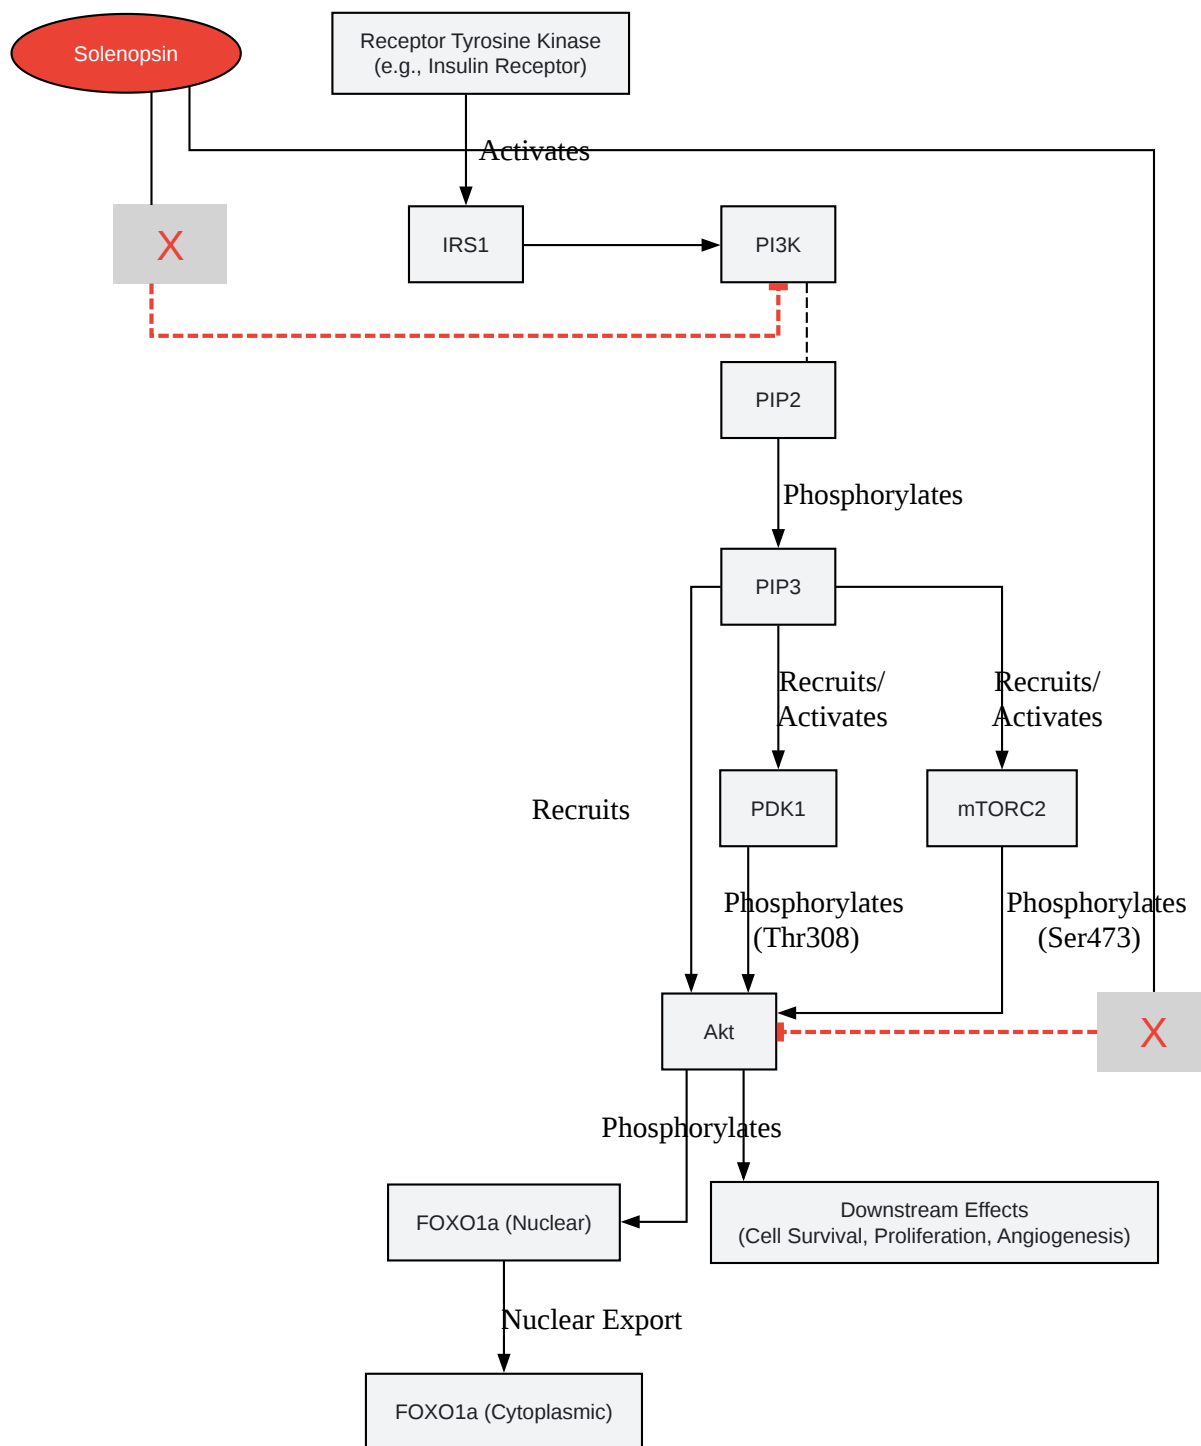 Solenopsin
Receptor Tyrosine Kinase
(e.g., Insulin Receptor)
Activates
X
IRS1
PI3K
PIP2
Phosphorylates
PIP3
Recruits/
Activates
Recruits/
Activates
Recruits
PDK1
mTORC2
Phosphorylates
(Thr308)
Phosphorylates
(Ser473)
Akt
X
Phosphorylates
FOXO1a (Nuclear)
Downstream Effects
(Cell Survival, Proliferation, Angiogenesis)
Nuclear Export
FOXO1a (Cytoplasmic)